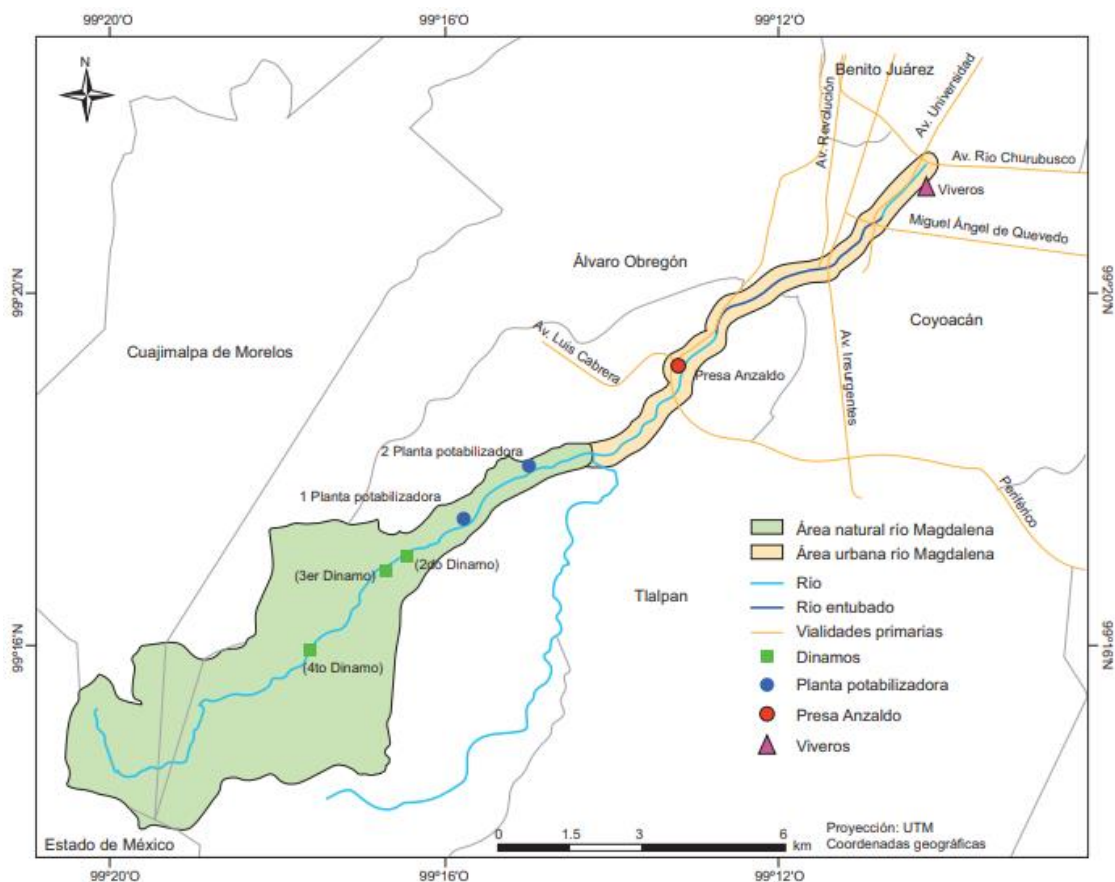 99°20'O
99°16'O
99°12'O
N
Benito Juárez
Av. Revolución
Av. Universidad
Av. Río Churubusco
Viveros
Miguel Ángel de Quevedo
Álvaro Obregón
99°20'N
99°20'N
Coyoacán
Cuajimalpa de Morelos
Av. Luis Cabrera
Presa Anzaldo
Av. Insurgentes
2 Planta potabilizadora
1 Planta potabilizadora
Periférico
(2do Dinamo)
(3er Dinamo)
Tlalpan
99°16'N
99°16'N
(4to Dinamo)
Área natural río Magdalena
Área urbana río Magdalena
Río
Río entubado
Vialidades primarias
Dinamos
Planta potabilizadora
Presa Anzaldo
Viveros
Estado de México
0 1.5 3 6
km
Proyección: UTM
Coordenadas geográficas
99°20'O
99°16'O
99°12'O